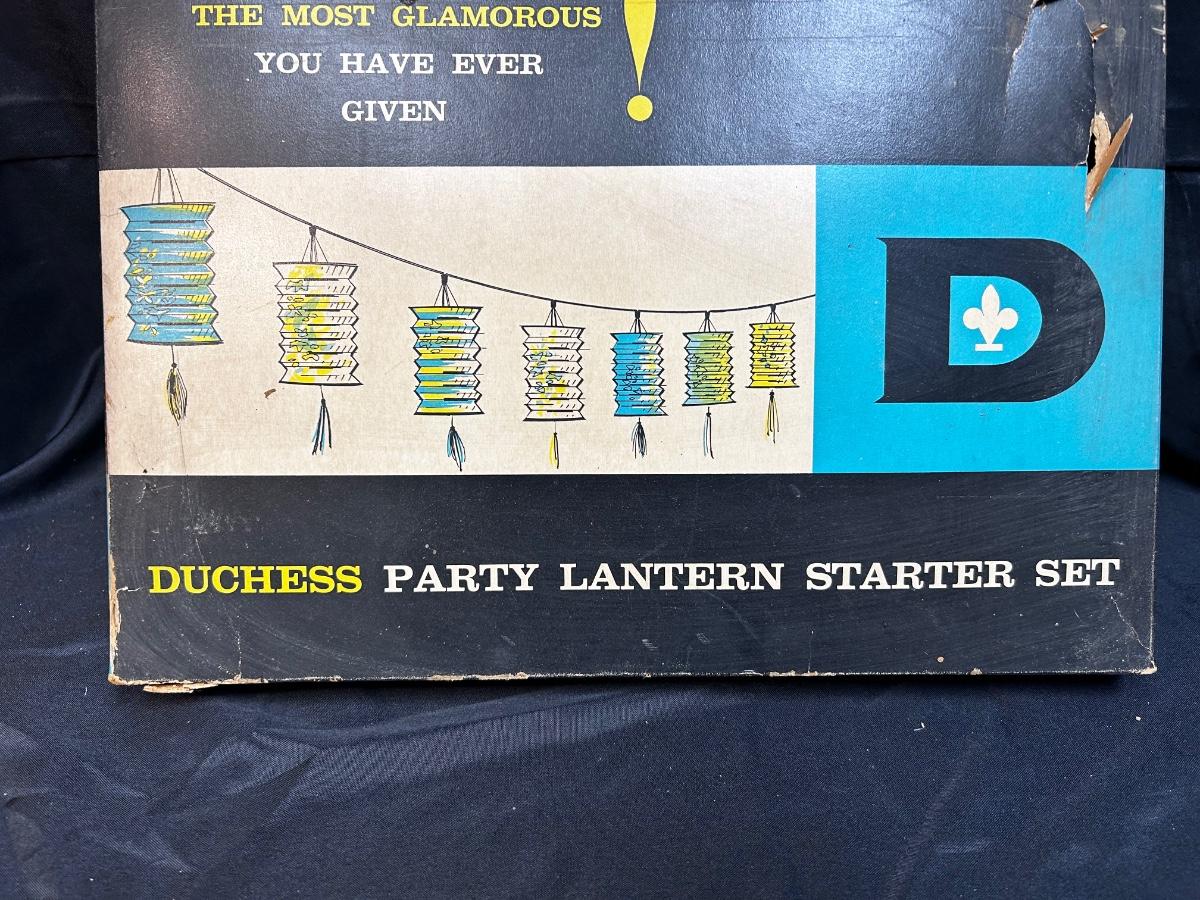 THE MOST GLAMOROUS
YOU HAVE EVER
GIVEN
!
D
DUCHESS PARTY LANTERN STARTER SET